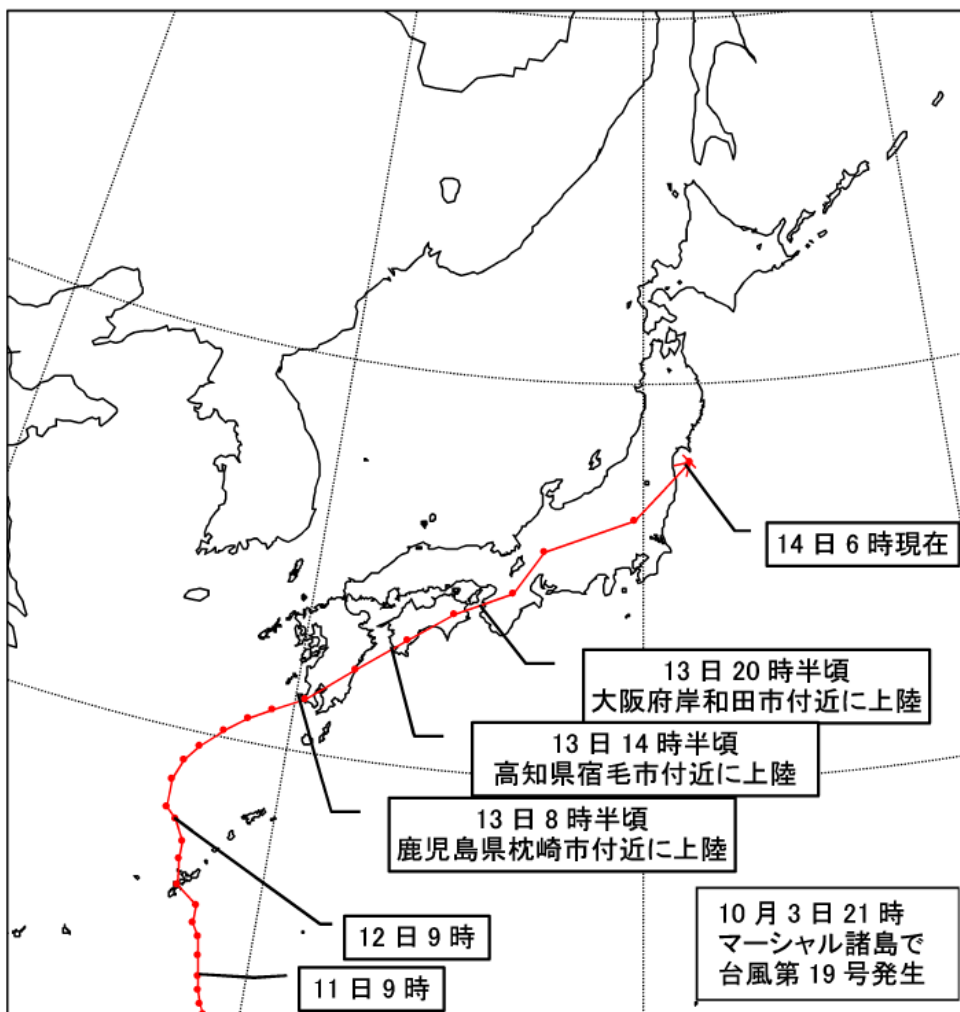 14日6時現在
13日20時半頃
大阪府岸和田市付近に上陸
13日14時半頃
高知県宿毛市付近に上陸
13日8時半頃
鹿児島県枕崎市付近に上陸
12日9時
11日9時
10月3日21時
マーシャル諸島で
台風第19号発生